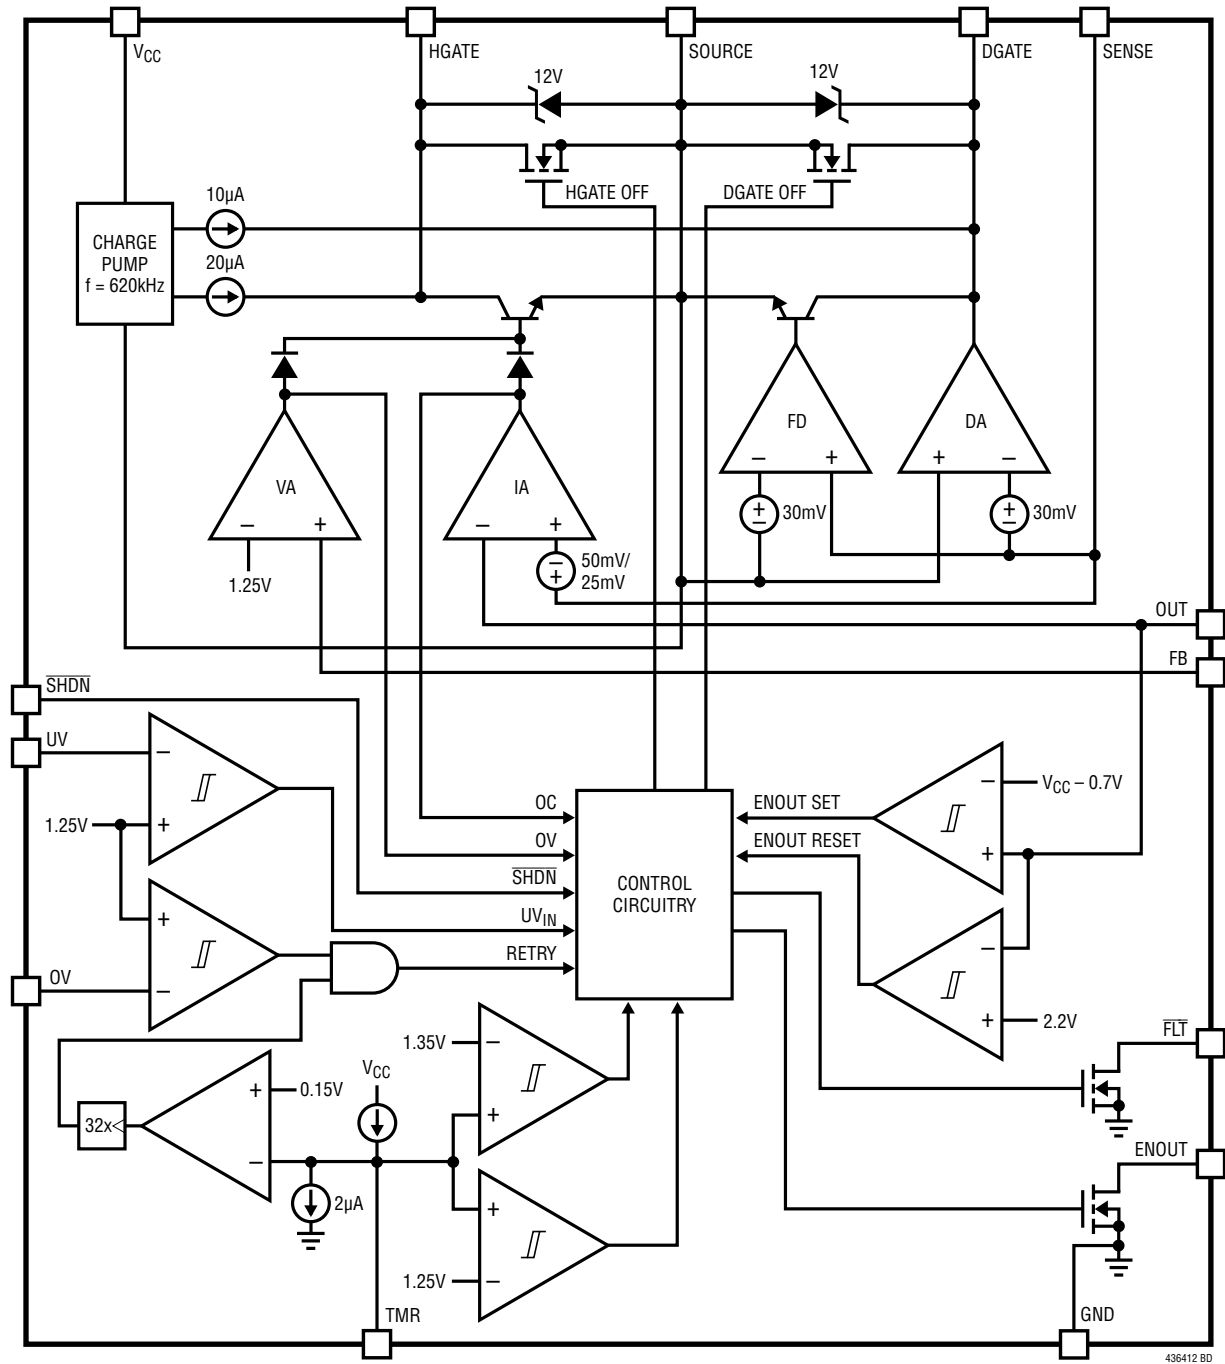 VCC
HGATE
SOURCE
DGATE
SENSE
12V
12V
HGATE OFF
DGATE OFF
10µA
20µA
CHARGE
PUMP
f = 620kHz
VA
– +
1.25V
IA
– +
50mV/
25mV
– +
FD
– +
+ –
30mV
DA
+ –
+ –
30mV
OUT
FB
SHDN
UV
–
1.25V
+
+
OV
–
OC
OV
SHDN
UVIN
RETRY
CONTROL
CIRCUITRY
ENOUT SET
ENOUT RESET
–
VCC – 0.7V
+
–
+
2.2V
FLT
ENOUT
GND
32x<
+
0.15V
–
VCC
2µA
1.35V
–
+
+
1.25V
–
TMR
436412 BD